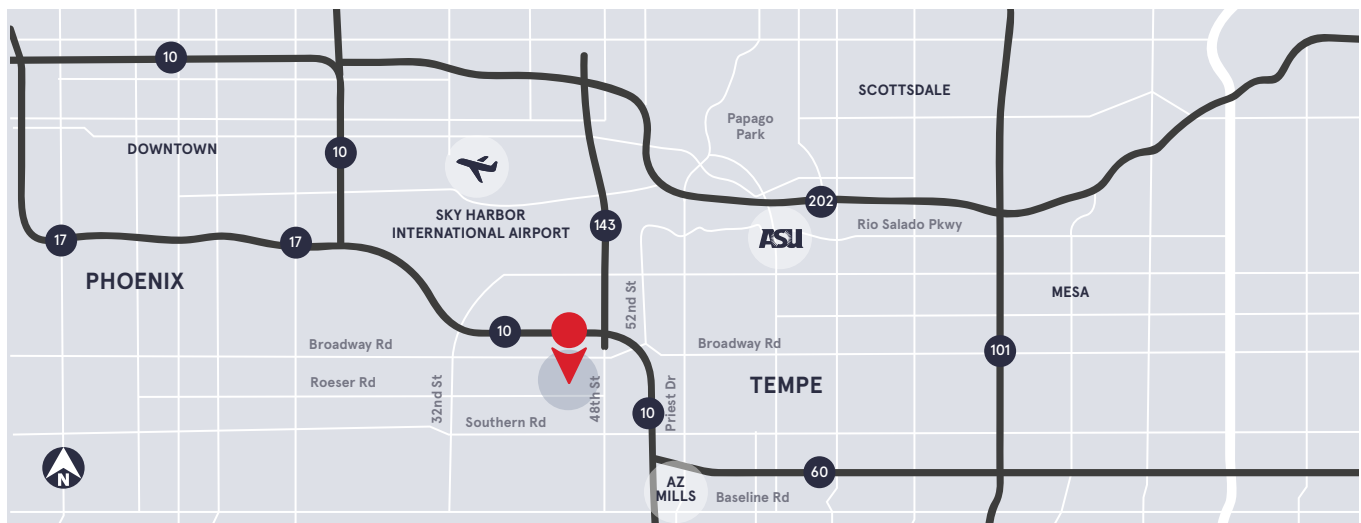 10
SCOTTSDALE
Papago
Park
DOWNTOWN
10
202
SKY HARBOR
INTERNATIONAL AIRPORT
143
Rio Salado Pkwy
17
17
ASU
PHOENIX
MESA
52nd St
10
Broadway Rd
Broadway Rd
101
Roeser Rd
TEMPE
32nd St
48th St
Priest Dr
10
Southern Rd
N
60
AZ
MILLS
Baseline Rd